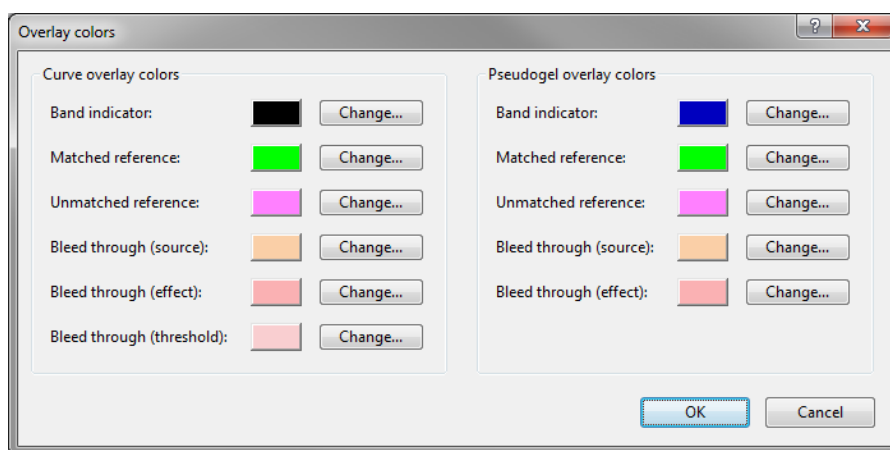 Overlay colors
?
Curve overlay colors
Band indicator:
Change...
Matched reference:
Change...
Unmatched reference:
Change...
Bleed through (source):
Change...
Bleed through (effect):
Change...
Bleed through (threshold):
Change...
Pseudogel overlay colors
Band indicator:
Change...
Matched reference:
Change...
Unmatched reference:
Change...
Bleed through (source):
Change...
Bleed through (effect):
Change...
OK
Cancel